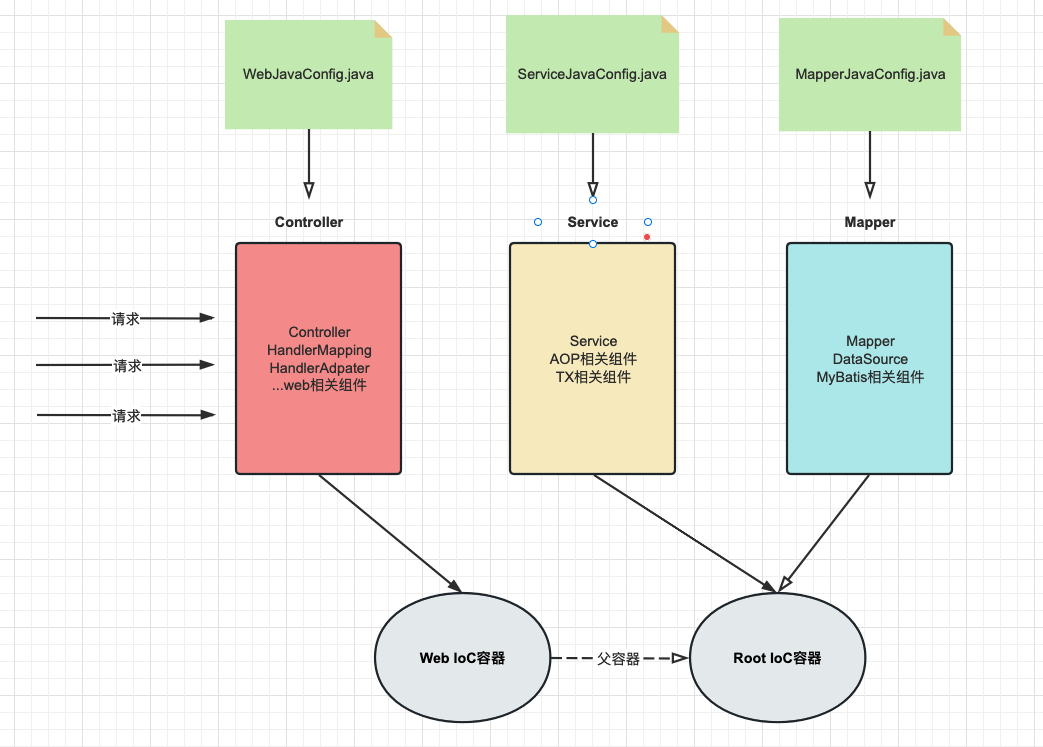 WebJavaConfig.java
ServiceJavaConfig.java
MapperJavaConfig.java
Controller
Service
Mapper
请求
请求
请求
Controller
HandlerMapping
HandlerAdpater
...web相关组件
Service
AOP相关组件
TX相关组件
Mapper
DataSource
MyBatis相关组件
Web IoC容器
父容器
Root IoC容器